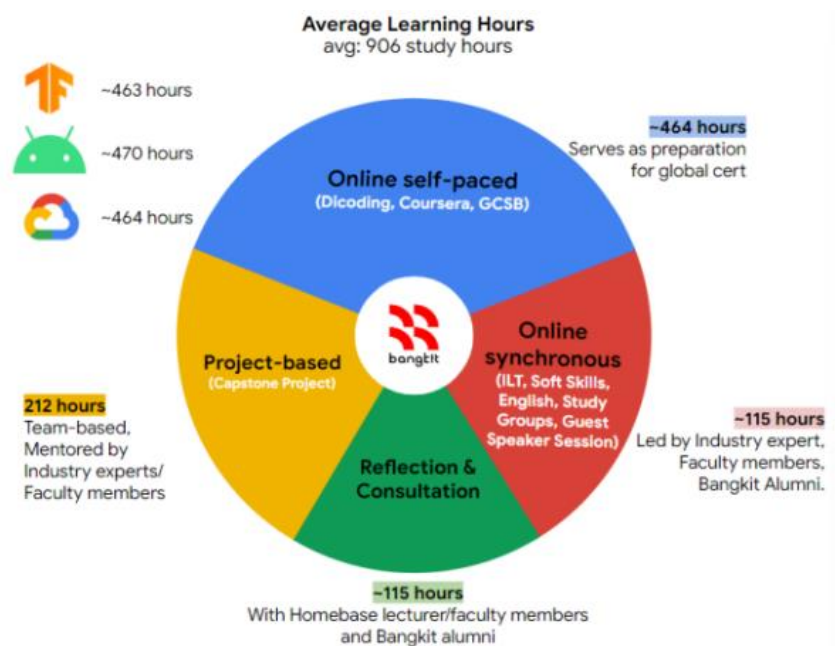 Average Learning Hours
avg: 906 study hours
~463 hours
~470 hours
~464 hours
~464 hours
Serves as preparation
for global cert
Online self-paced
(Dicoding, Coursera, GCSB)
Online
synchronous
(ILT, Soft Skills,
English, Study
Groups, Guest
Speaker Session)
Project-based
(Capstone Project)
bangkit
212 hours
Team-based,
Mentored by
Industry experts/
Faculty members
~115 hours
Led by Industry expert,
Faculty members,
Bangkit Alumni.
Reflection &
Consultation
~115 hours
With Homebase lecturer/faculty members
and Bangkit alumni